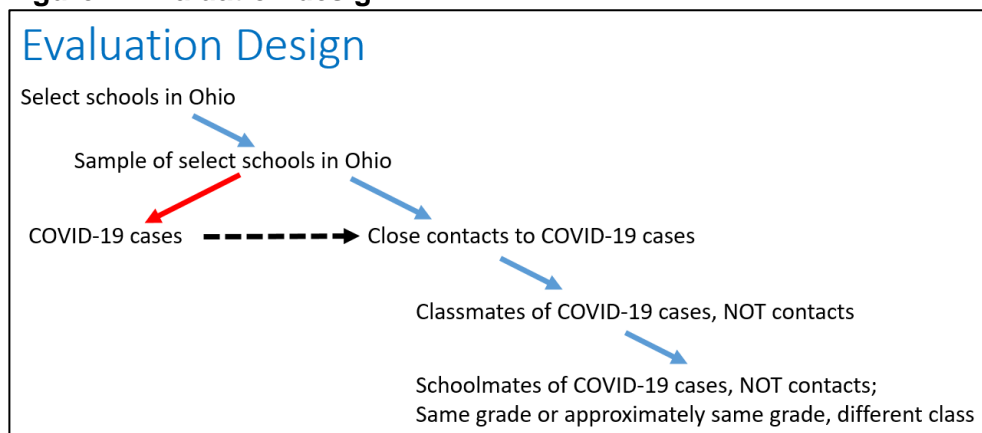 Evaluation Design
Select schools in Ohio
Sample of select schools in Ohio
COVID-19 cases
Close contacts to COVID-19 cases
Classmates of COVID-19 cases, NOT contacts
Schoolmates of COVID-19 cases, NOT contacts;
Same grade or approximately same grade, different class